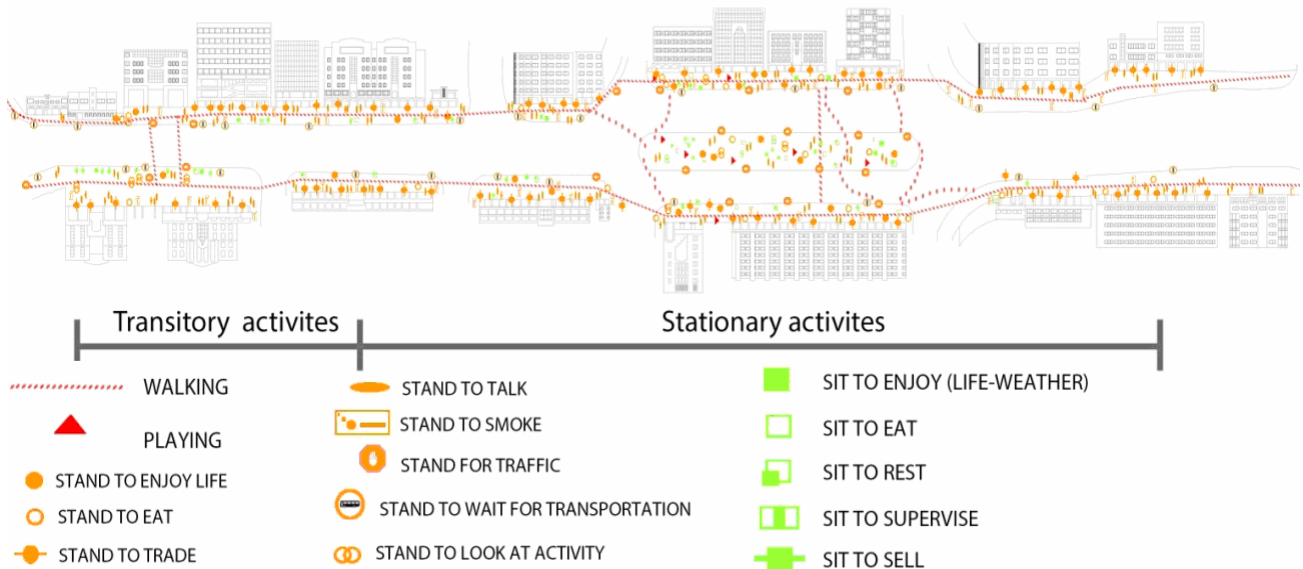 Transitory activites
Stationary activites
WALKING
PLAYING
STAND TO ENJOY LIFE
STAND TO EAT
STAND TO TRADE
STAND TO TALK
STAND TO SMOKE
STAND FOR TRAFFIC
STAND TO WAIT FOR TRANSPORTATION
STAND TO LOOK AT ACTIVITY
SIT TO ENJOY (LIFE-WEATHER)
SIT TO EAT
SIT TO REST
SIT TO SUPERVISE
SIT TO SELL